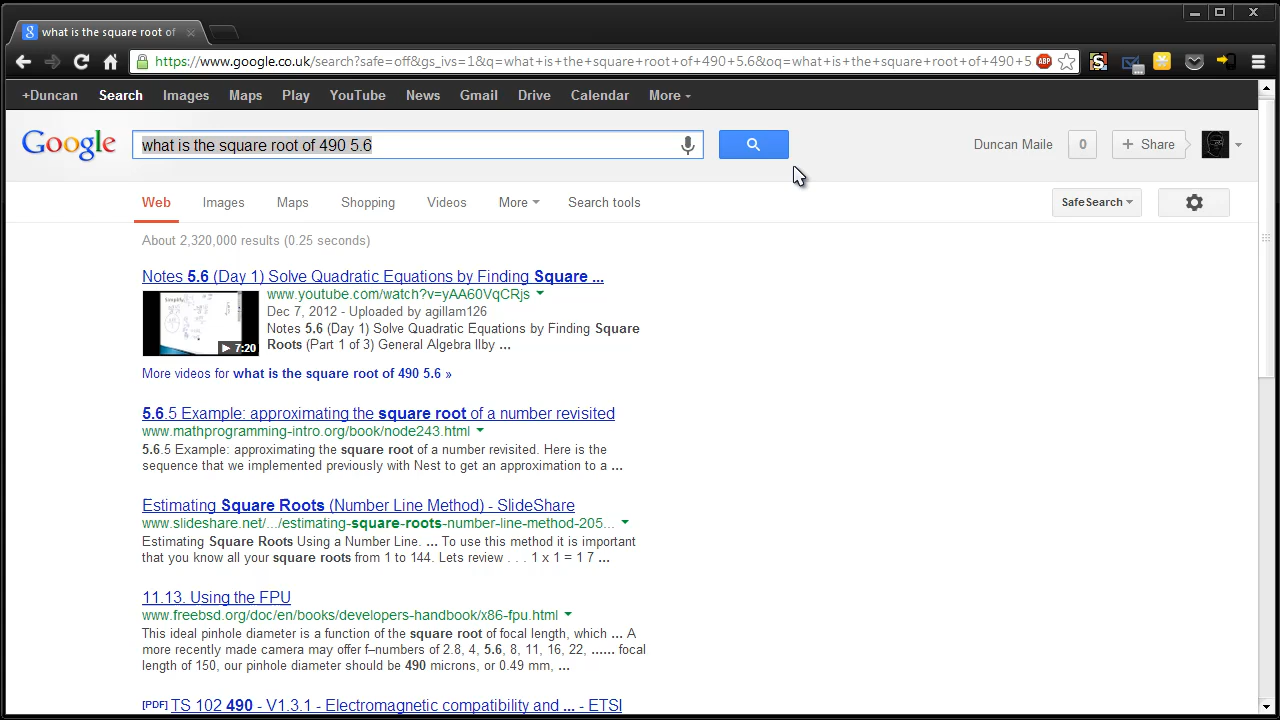 what is the square root of
https://www.google.co.uk/search?safe=off&gs_ivs=1&q=what+is+the+square+root+of+490+5.6&oq=what+is+the+square+root+of+490+5 ABP
+Duncan Search Images Maps Play YouTube News Gmail Drive Calendar More
Google what is the square root of 490 5.6 Duncan Maile 0 + Share
Web Images Maps Shopping Videos More Search tools SafeSearch
About 2,320,000 results (0.25 seconds)
Notes 5.6 (Day 1) Solve Quadratic Equations by Finding Square ...
www.youtube.com/watch?v=yAA60VqCRjs
Dec 7, 2012 - Uploaded by agillam126
Notes 5.6 (Day 1) Solve Quadratic Equations by Finding Square
Roots (Part 1 of 3) General Algebra IIby ...
7:20
More videos for what is the square root of 490 5.6 »
5.6.5 Example: approximating the square root of a number revisited
www.mathprogramming-intro.org/book/node243.html
5.6.5 Example: approximating the square root of a number revisited. Here is the
sequence that we implemented previously with Nest to get an approximation to a ...
Estimating Square Roots (Number Line Method) - SlideShare
www.slideshare.net/.../estimating-square-roots-number-line-method-205...
Estimating Square Roots Using a Number Line. ... To use this method it is important
that you know all your square roots from 1 to 144. Lets review . . . 1 x 1 = 1 7 ...
11.13. Using the FPU
www.freebsd.org/doc/en/books/developers-handbook/x86-fpu.html
This ideal pinhole diameter is a function of the square root of focal length, which ... A
more recently made camera may offer f–numbers of 2.8, 4, 5.6, 8, 11, 16, 22, ...... focal
length of 150, our pinhole diameter should be 490 microns, or 0.49 mm, ...
[PDF] TS 102 490 - V1.3.1 - Electromagnetic compatibility and ... - ETSI